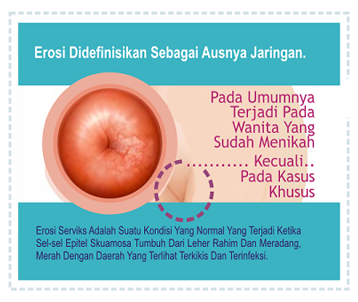 Erosi Didefinisikan Sebagai Ausnya Jaringan.
Pada Umumnya
Terjadi Pada
Wanita Yang
Sudah Menikah
........... Kecuali..
Pada Kasus
Khusus
Erosi Serviks Adalah Suatu Kondisi Yang Normal Yang Terjadi Ketika
Sel-sel Epitel Skuamosa Tumbuh Dari Leher Rahim Dan Meradang,
Merah Dengan Daerah Yang Terlihat Terkikis Dan Terinfeksi.